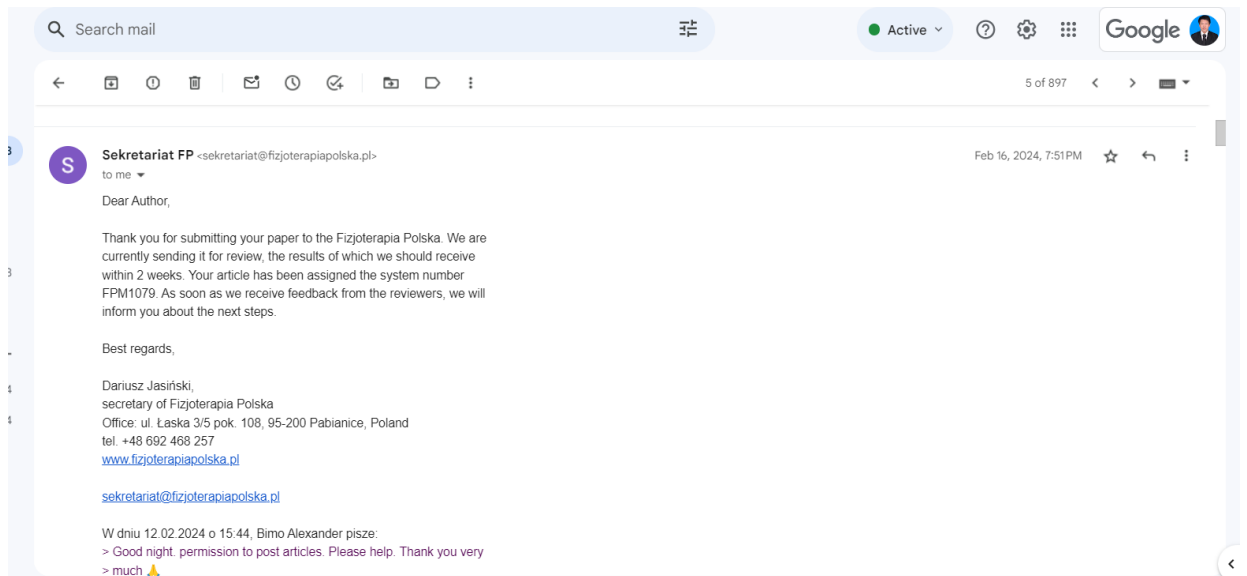 Search mail
Active
Google
5 of 897
Sekretariat FP <sekretariat@fizjoterapiapolska.pl>
Feb 16, 2024, 7:51 PM
to me
S
Dear Author,
Thank you for submitting your paper to the Fizjoterapia Polska. We are
currently sending it for review, the results of which we should receive
within 2 weeks. Your article has been assigned the system number
FPM1079. As soon as we receive feedback from the reviewers, we will
inform you about the next steps.
Best regards,
Dariusz Jasiński,
secretary of Fizjoterapia Polska
Office: ul. Łaska 3/5 pok. 108, 95-200 Pabianice, Poland
tel. +48 692 468 257
www.fizjoterapiapolska.pl
sekretariat@fizjoterapiapolska.pl
W dniu 12.02.2024 o 15:44, Bimo Alexander pisze:
> Good night. permission to post articles. Please help. Thank you very
> much 🙏